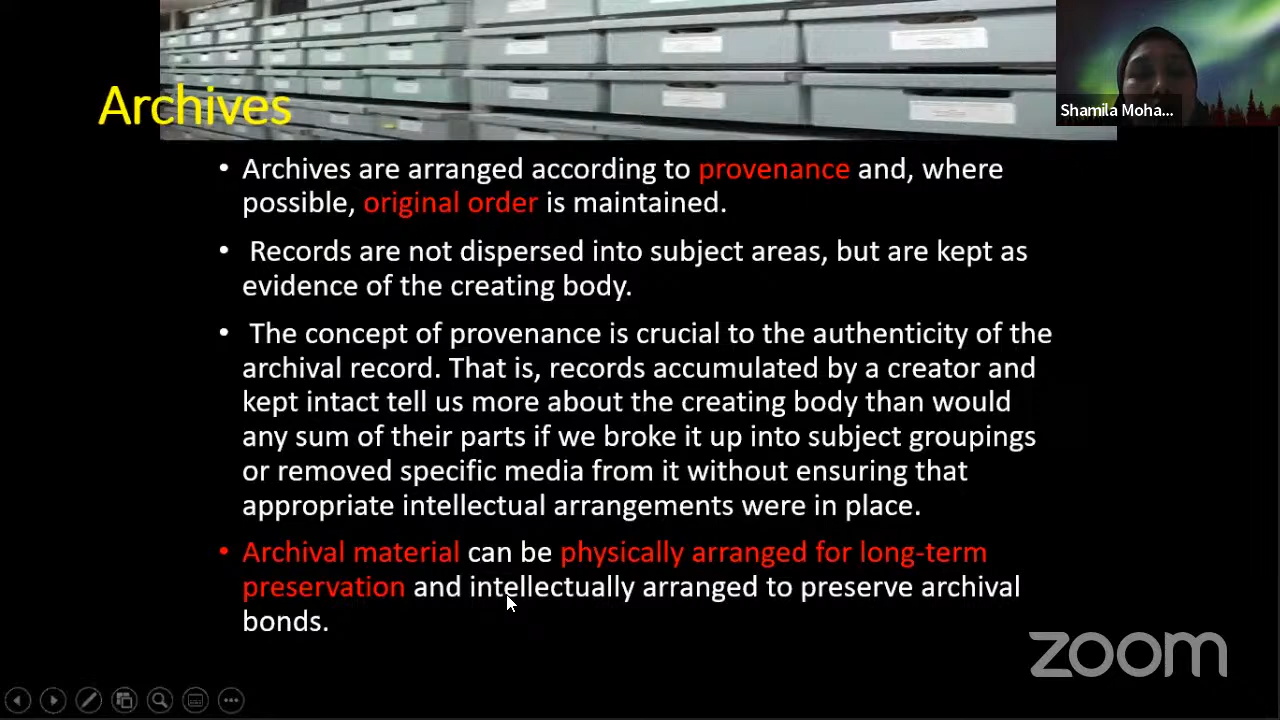 Archives
Shamila Moha...
• Archives are arranged according to provenance and, where
possible, original order is maintained.
• Records are not dispersed into subject areas, but are kept as
evidence of the creating body.
• The concept of provenance is crucial to the authenticity of the
archival record. That is, records accumulated by a creator and
kept intact tell us more about the creating body than would
any sum of their parts if we broke it up into subject groupings
or removed specific media from it without ensuring that
appropriate intellectual arrangements were in place.
• Archival material can be physically arranged for long-term
preservation and intellectually arranged to preserve archival
bonds.
zoom